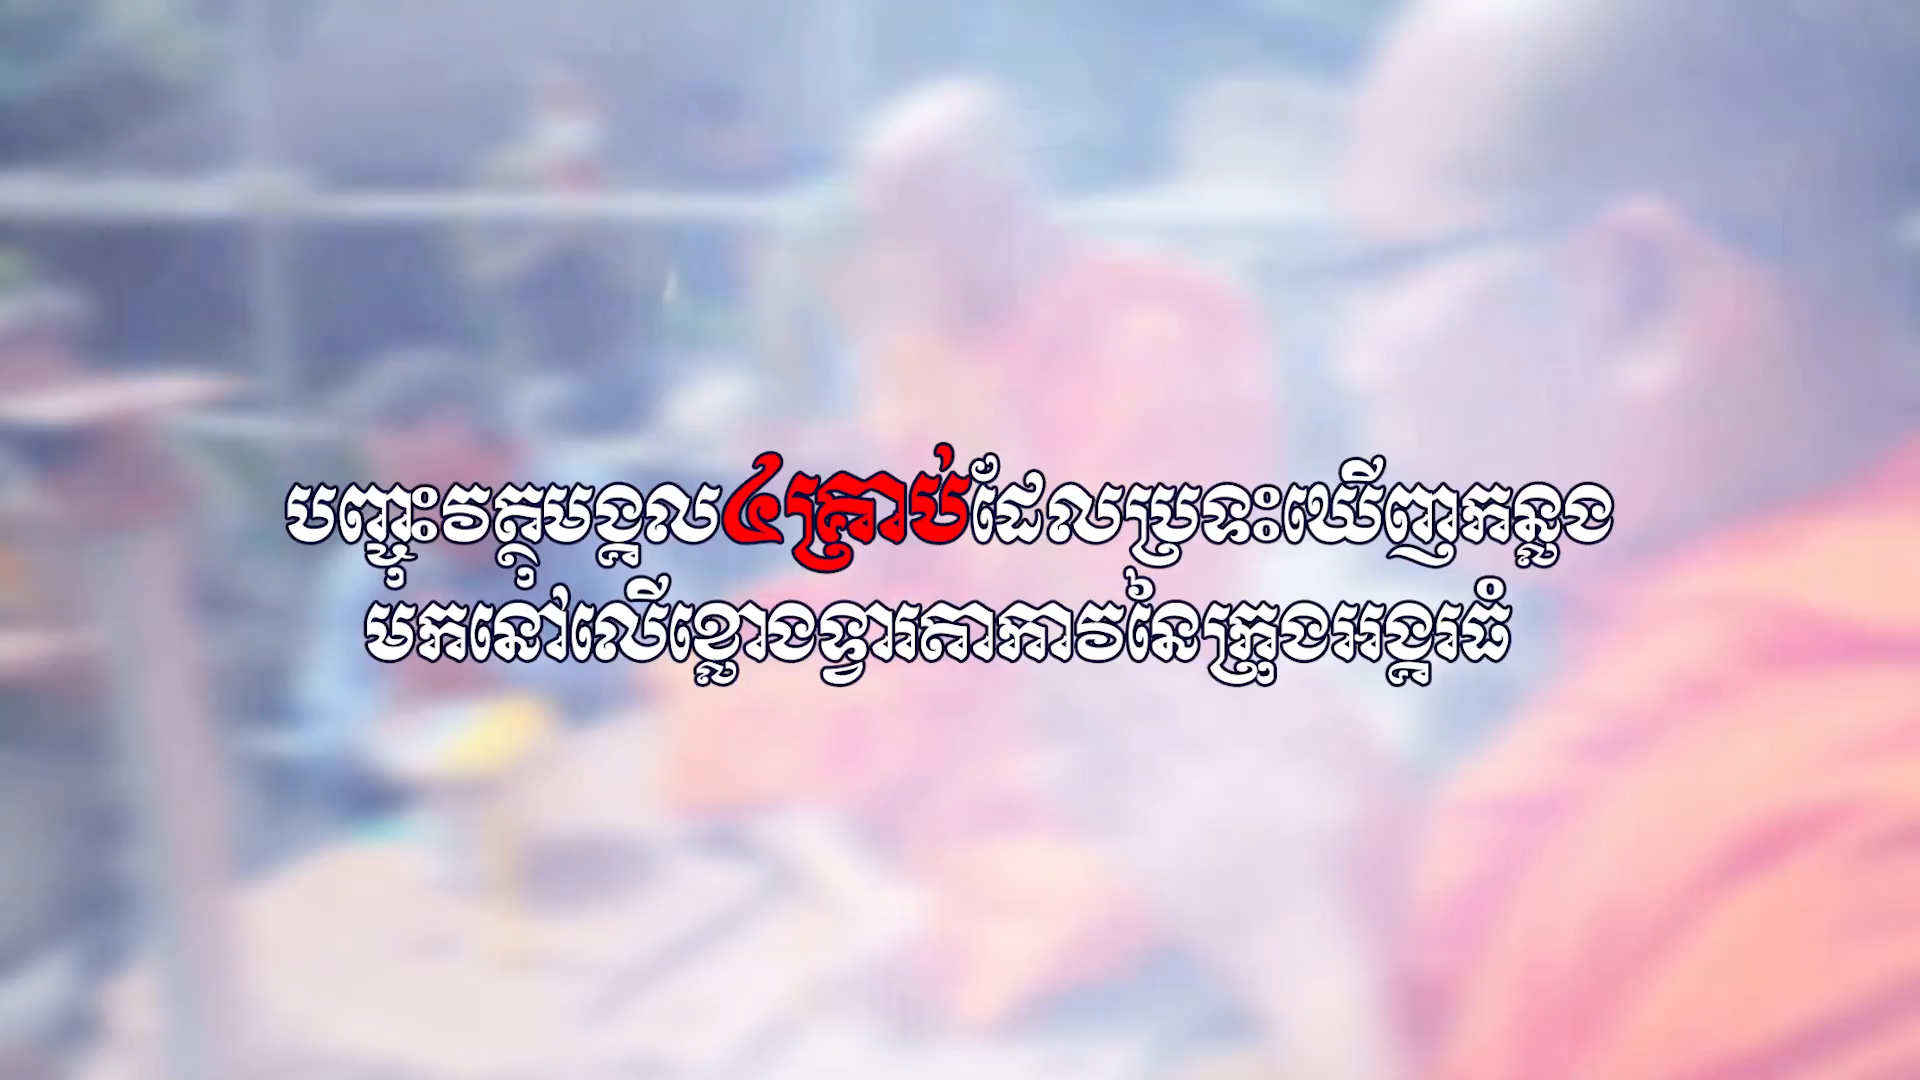 បញ្ចុះវត្ថុមង្គល៤គ្រាប់ដែលប្រទះឃើញកន្លង
មកនៅលើខ្លោងទ្វារតាកាវនៃក្រុងអង្គរធំ